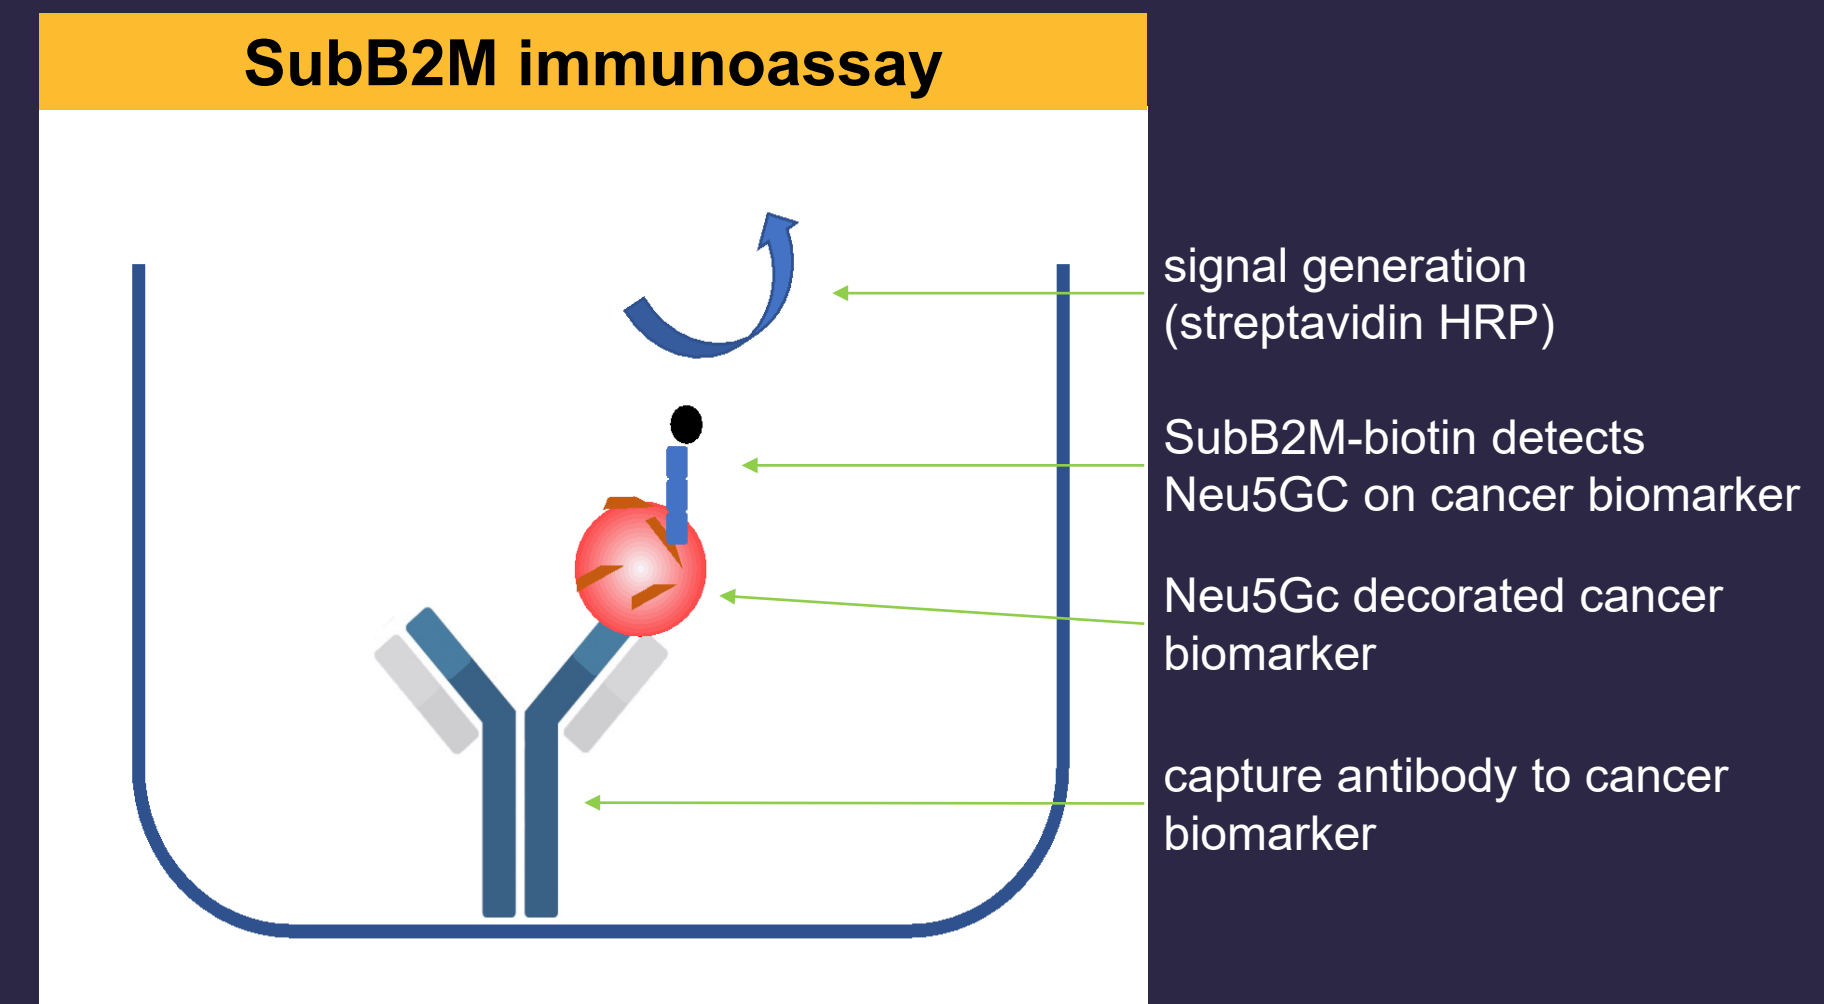 SubB2M immunoassay
signal generation
(streptavidin HRP)
SubB2M-biotin detects
Neu5GC on cancer biomarker
Neu5Gc decorated cancer
biomarker
capture antibody to cancer
biomarker